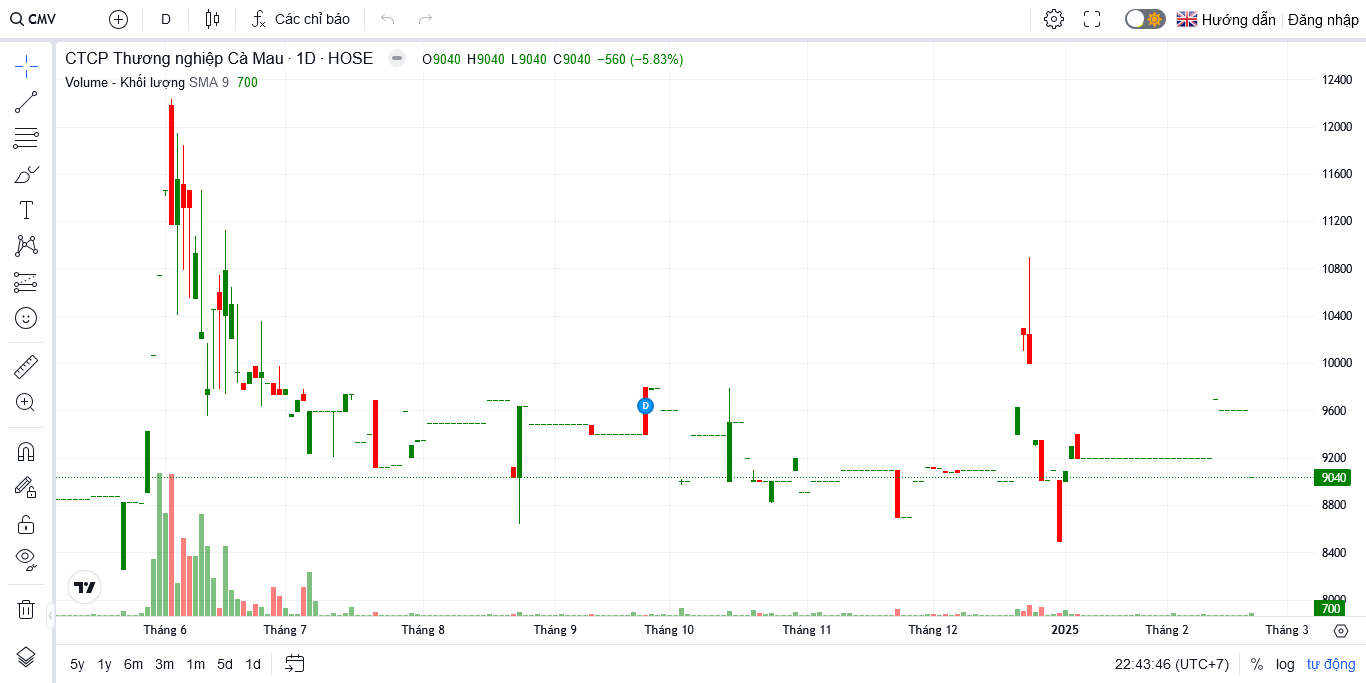 CMV D Các chỉ báo Hướng dẫn Đăng nhập
CTCP Thương nghiệp Cà Mau · 1D · HOSE O9040 H9040 L9040 C9040 −560 (−5.83%)
Volume - Khối lượng SMA 9 700
12400
12000
11600
11200
10800
10400
10000
9600
D
9200
9040
8800
8400
8000
700
Tháng 6 Tháng 7 Tháng 8 Tháng 9 Tháng 10 Tháng 11 Tháng 12 2025 Tháng 2 Tháng 3
5y 1y 6m 3m 1m 5d 1d 22:43:46 (UTC+7) % log tự động